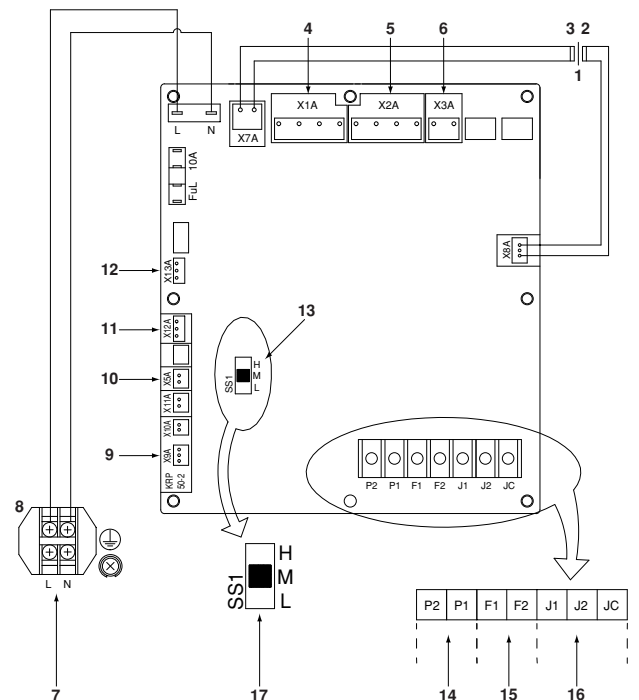 4 5 6 3 2
1
X1A X2A X3A
L N X7A
10A
FuL
X8A
12 X13A
13
11 X12A
H
10 X5A SS1 M
L
X11A
X10A
9 X9A
P2 P1 F1 F2 J1 J2 JC
KRP
50-2
8
H
SS1 M
L
L N
P2 P1 F1 F2 J1 J2 JC
7 17 14 15 16